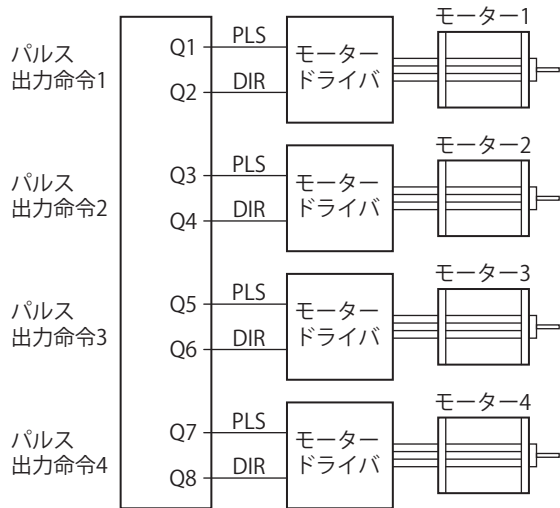 モーター1
パルス
出力命令1
Q1
PLS
Q2
DIR
モーター
ドライバ
モーター2
パルス
出力命令2
Q3
PLS
Q4
DIR
モーター
ドライバ
モーター3
パルス
出力命令3
Q5
PLS
Q6
DIR
モーター
ドライバ
モーター4
パルス
出力命令4
Q7
PLS
Q8
DIR
モーター
ドライバ